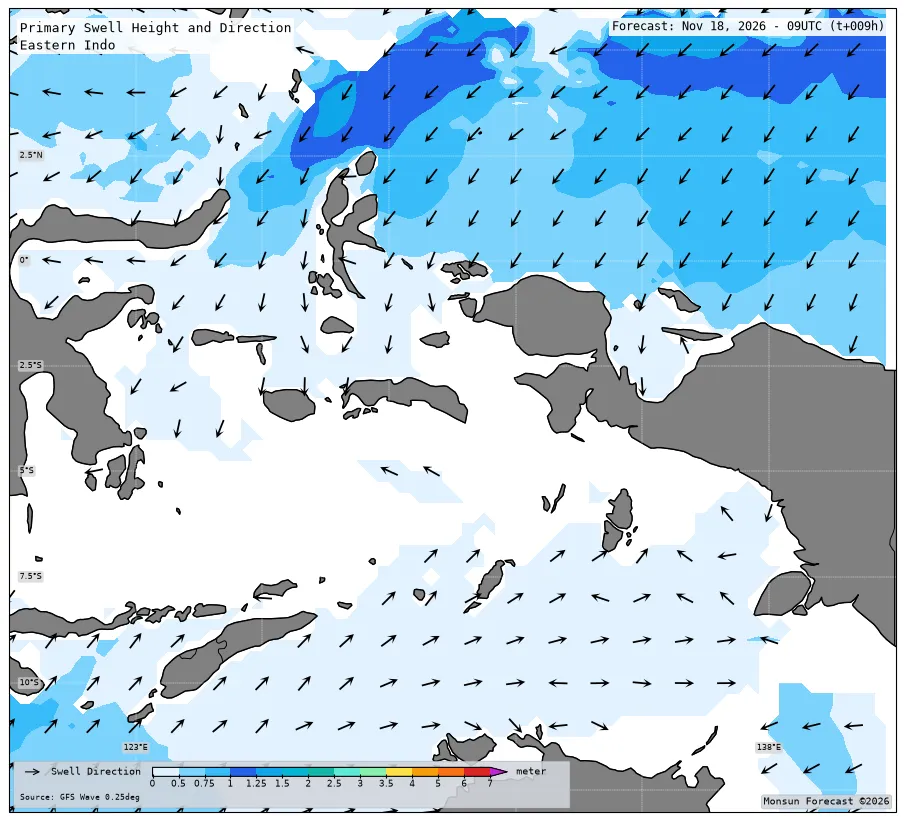 Primary Swell Height and Direction
Eastern Indo
Forecast: Nov 18, 2026 - 09UTC (t+009h)
2.5°N
0°
2.5°S
5°S
7.5°S
10°S
123°E
138°E
Swell Direction
0 0.5 0.75 1 1.25 1.5 2 2.5 3 3.5 4 5 6 7
meter
Source: GFS Wave 0.25deg
Monsun Forecast ©2026